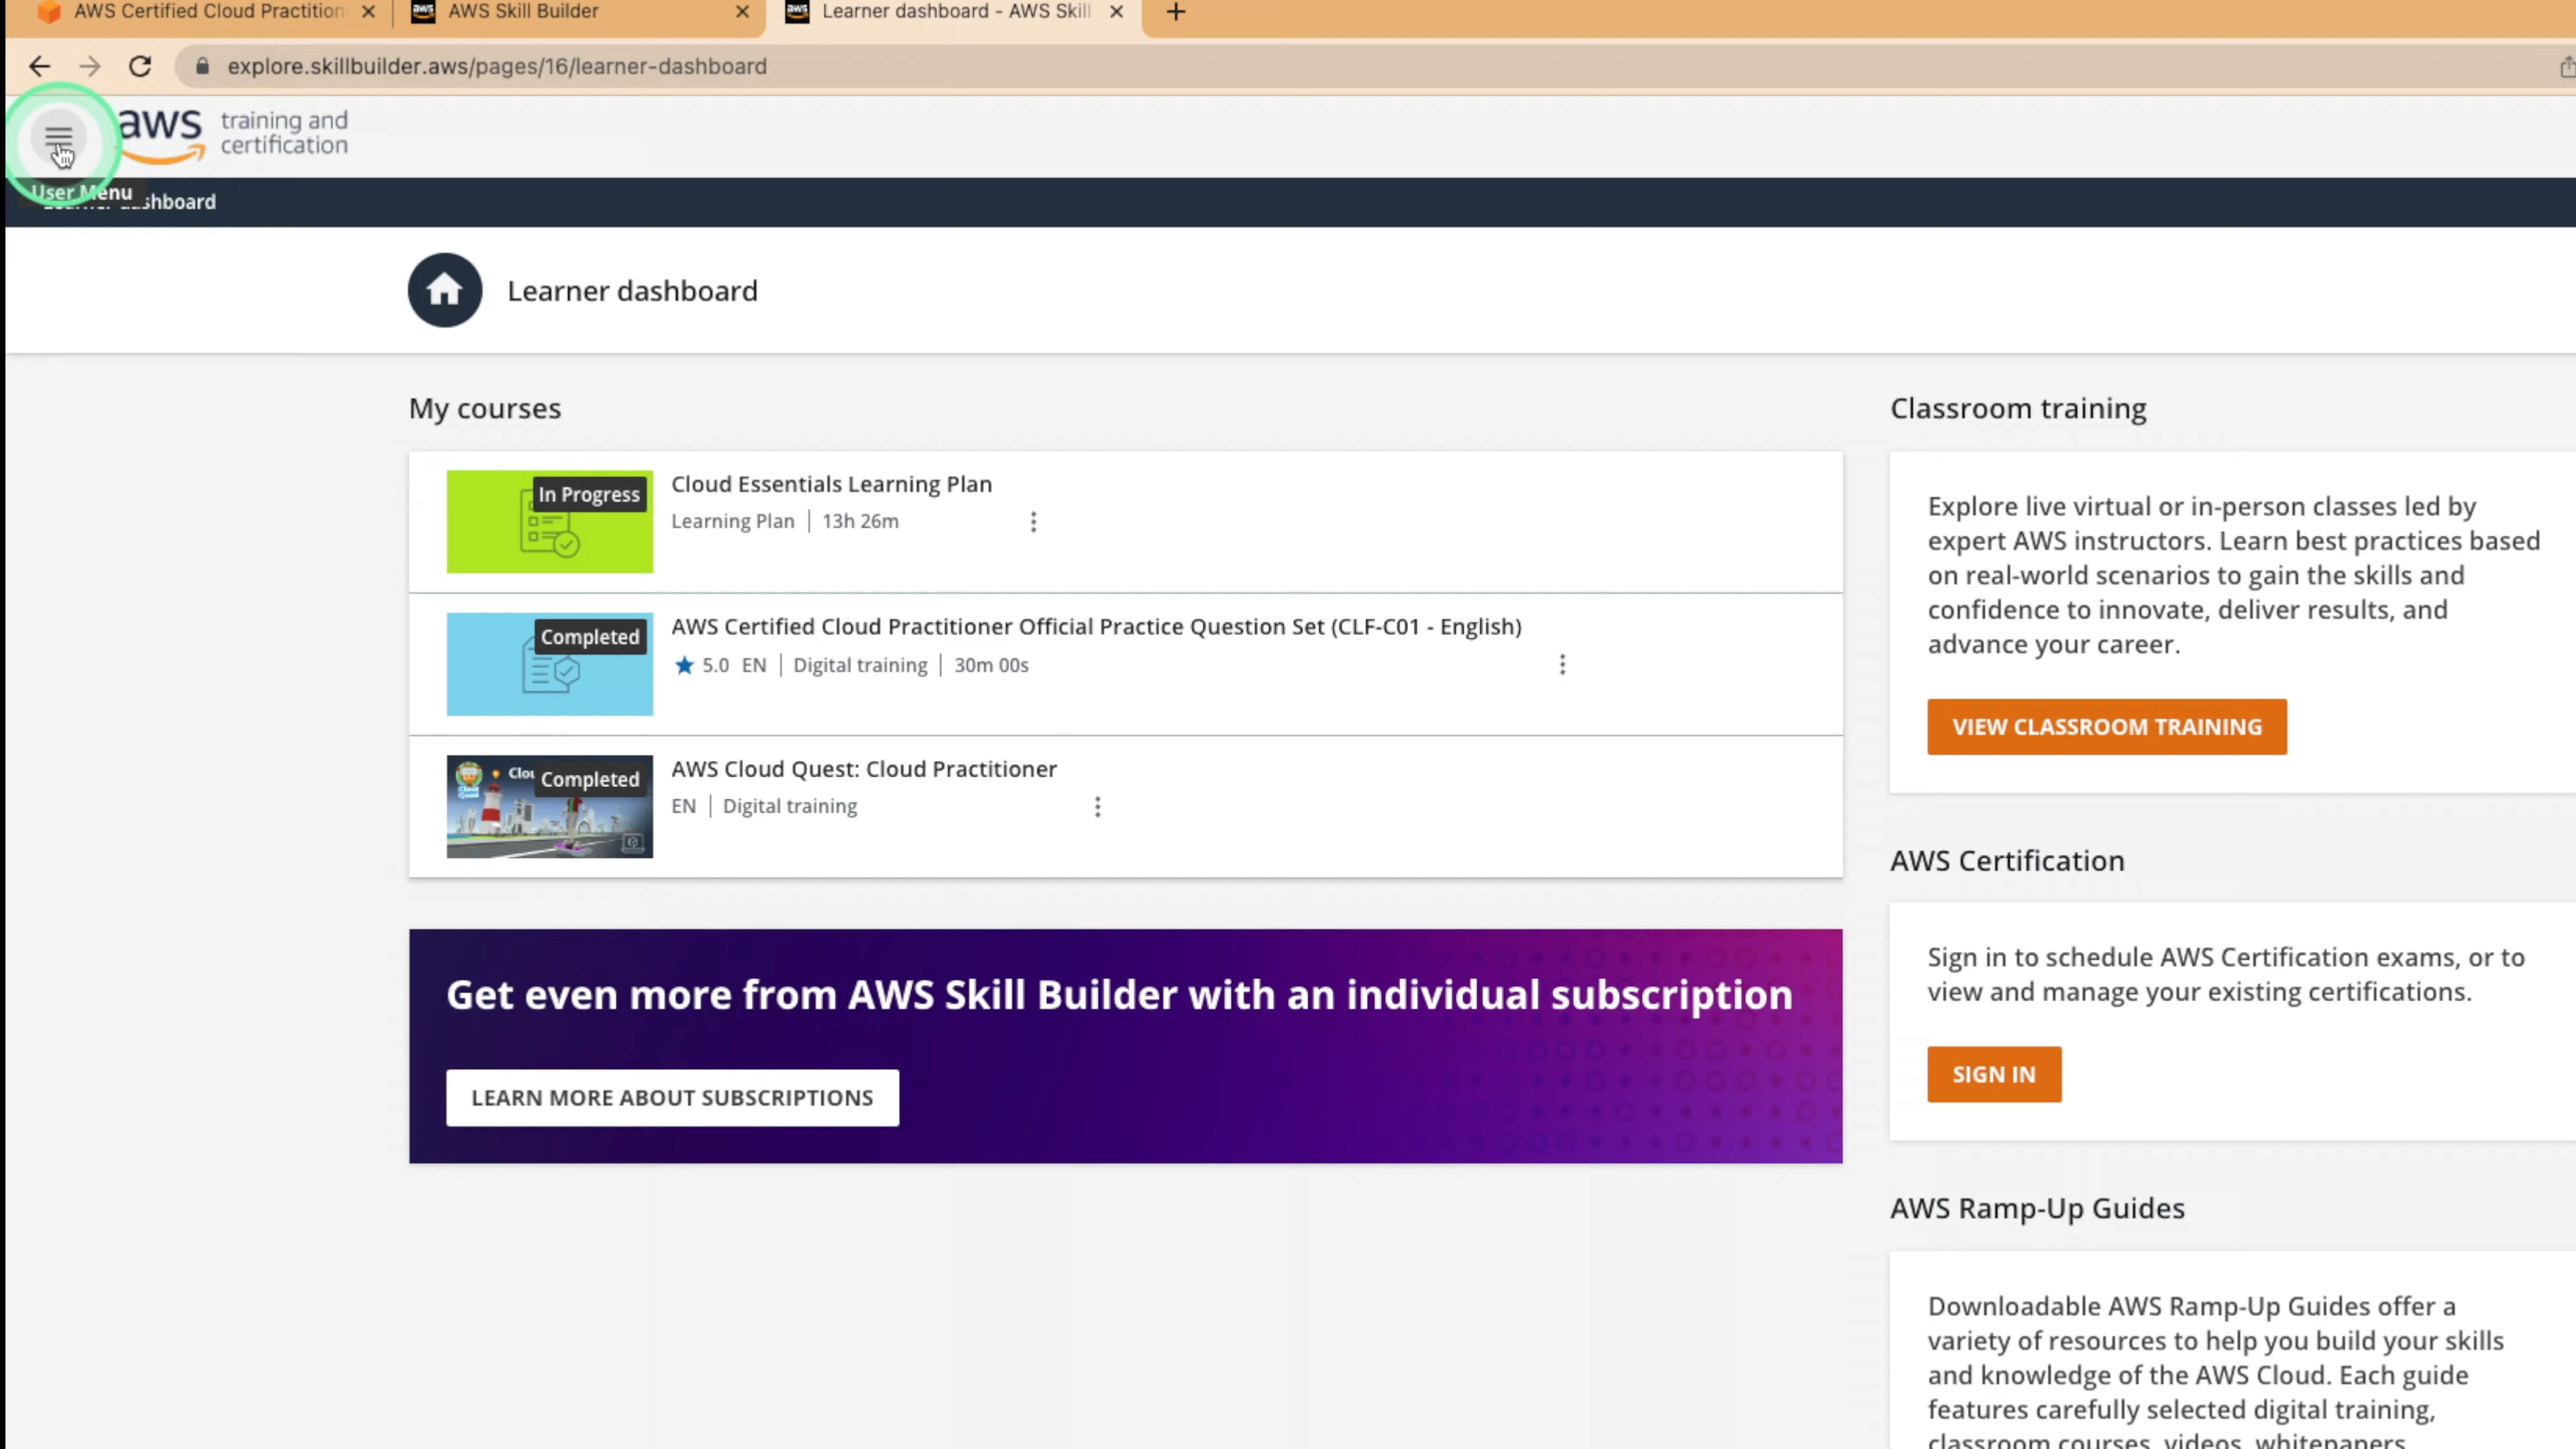 AWS Certified Cloud Practition
AWS Skill Builder
Learner dashboard - AWS Skill
explore.skillbuilder.aws/pages/16/learner-dashboard
aws training and
certification
User Menu
shboard
Learner dashboard
My courses
In Progress
Cloud Essentials Learning Plan
Learning Plan | 13h 26m
Completed
AWS Certified Cloud Practitioner Official Practice Question Set (CLF-C01 - English)
5.0 EN | Digital training | 30m 00s
Completed
AWS Cloud Quest: Cloud Practitioner
EN | Digital training
Get even more from AWS Skill Builder with an individual subscription
LEARN MORE ABOUT SUBSCRIPTIONS
Classroom training
Explore live virtual or in-person classes led by
expert AWS instructors. Learn best practices based
on real-world scenarios to gain the skills and
confidence to innovate, deliver results, and
advance your career.
VIEW CLASSROOM TRAINING
AWS Certification
Sign in to schedule AWS Certification exams, or to
view and manage your existing certifications.
SIGN IN
AWS Ramp-Up Guides
Downloadable AWS Ramp-Up Guides offer a
variety of resources to help you build your skills
and knowledge of the AWS Cloud. Each guide
features carefully selected digital training,
classroom courses, videos, whitepapers,